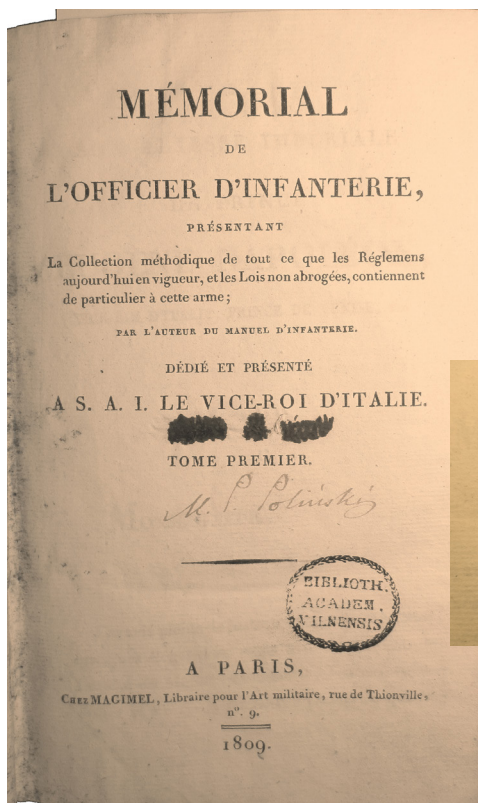 MÉMORIAL
DE
L'OFFICIER D'INFANTERIE,
PRÉSENTANT
La Collection méthodique de tout ce que les Réglemens
aujourd'hui en vigueur, et les Lois non abrogées, contiennent
de particulier à cette arme;
PAR L'AUTEUR DU MANUEL D'INFANTERIE.
DÉDIÉ ET PRÉSENTÉ
A S. A. I. LE VICE-ROI D'ITALIE.
TOME PREMIER.
M. P. Poliński
BIBLIOTH.
ACADEM.
VILNENSIS
A PARIS,
CHEZ MAGIMEL, Libraire pour l'Art militaire, rue de Thionville,
n°. 9.
1809.